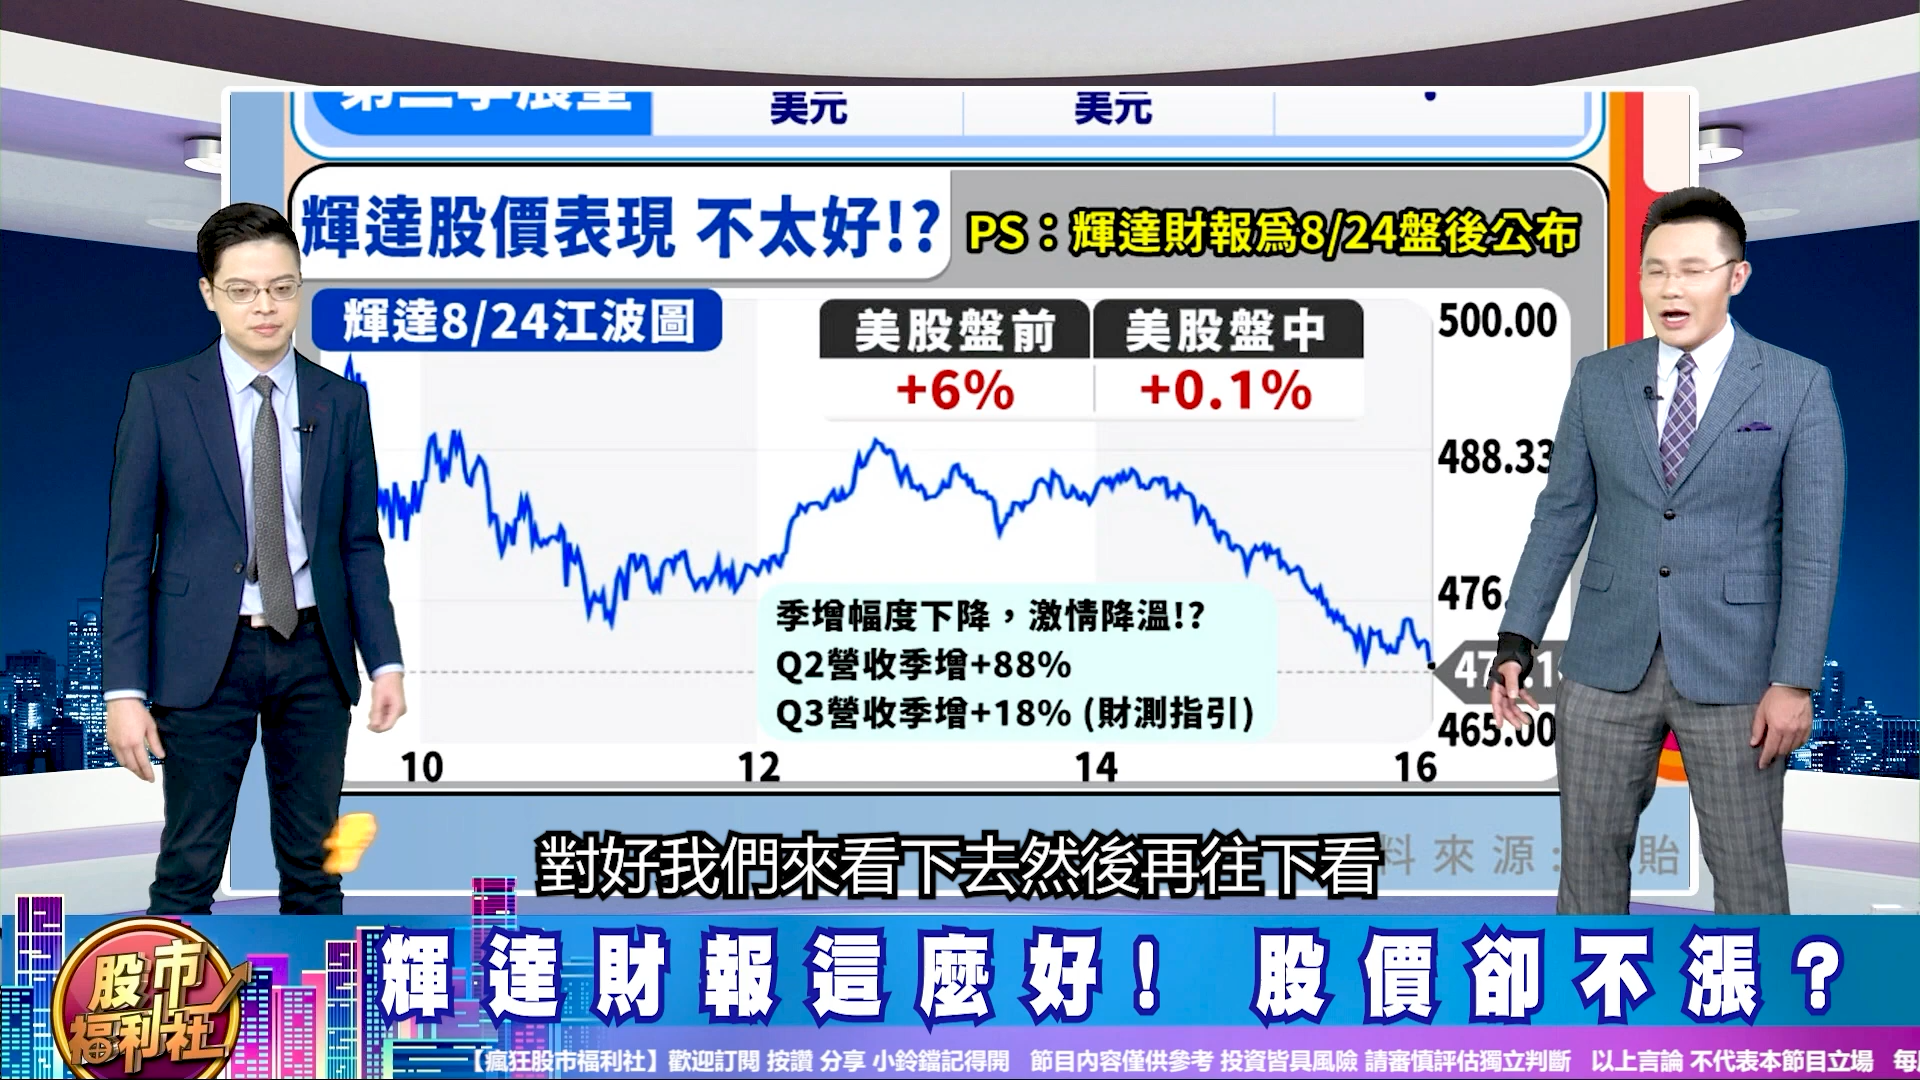 美元
美元
輝達股價表現 不太好!?
PS：輝達財報為8/24盤後公布
輝達8/24江波圖
美股盤前
美股盤中
+6%
+0.1%
500.00
488.33
476.
465.00
季增幅度下降，激情降溫!?
Q2營收季增+88%
Q3營收季增+18% (財測指引)
10
12
14
16
料來源:
貽
對好我們來看下去然後再往下看
輝達財報這麼好! 股價卻不漲?
股市
福利社
【瘋狂股市福利社】歡迎訂閱 按讚 分享 小鈴鐺記得開 節目內容僅供參考 投資皆具風險 請審慎評估獨立判斷 以上言論 不代表本節目立場